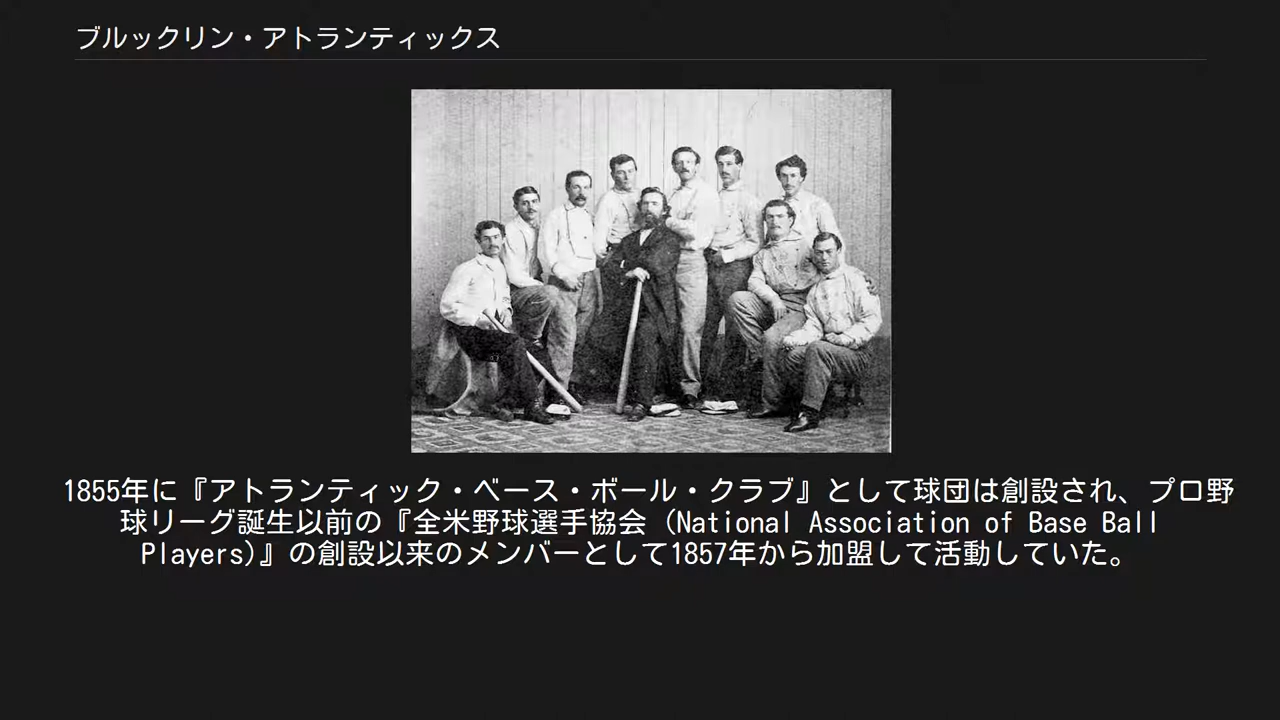 ブルックリン・アトランティックス
1855年に『アトランティック・ベース・ボール・クラブ』として球団は創設され、プロ野
球リーグ誕生以前の『全米野球選手協会（National Association of Base Ball
Players)』の創設以来のメンバーとして1857年から加盟して活動していた。